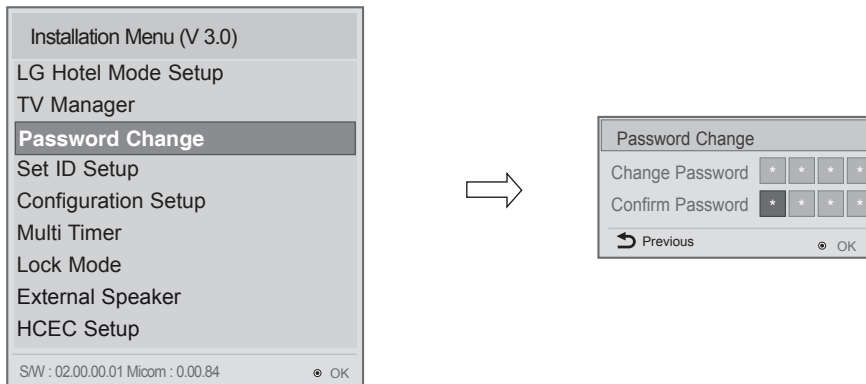 Installation Menu (V 3.0)
LG Hotel Mode Setup
TV Manager
Password Change
Set ID Setup
Configuration Setup
Multi Timer
Lock Mode
External Speaker
HCEC Setup
S/W : 02.00.00.01 Micom : 0.00.84 ◉ OK
Password Change
Change Password * * * *
Confirm Password * * * *
Previous ◉ OK